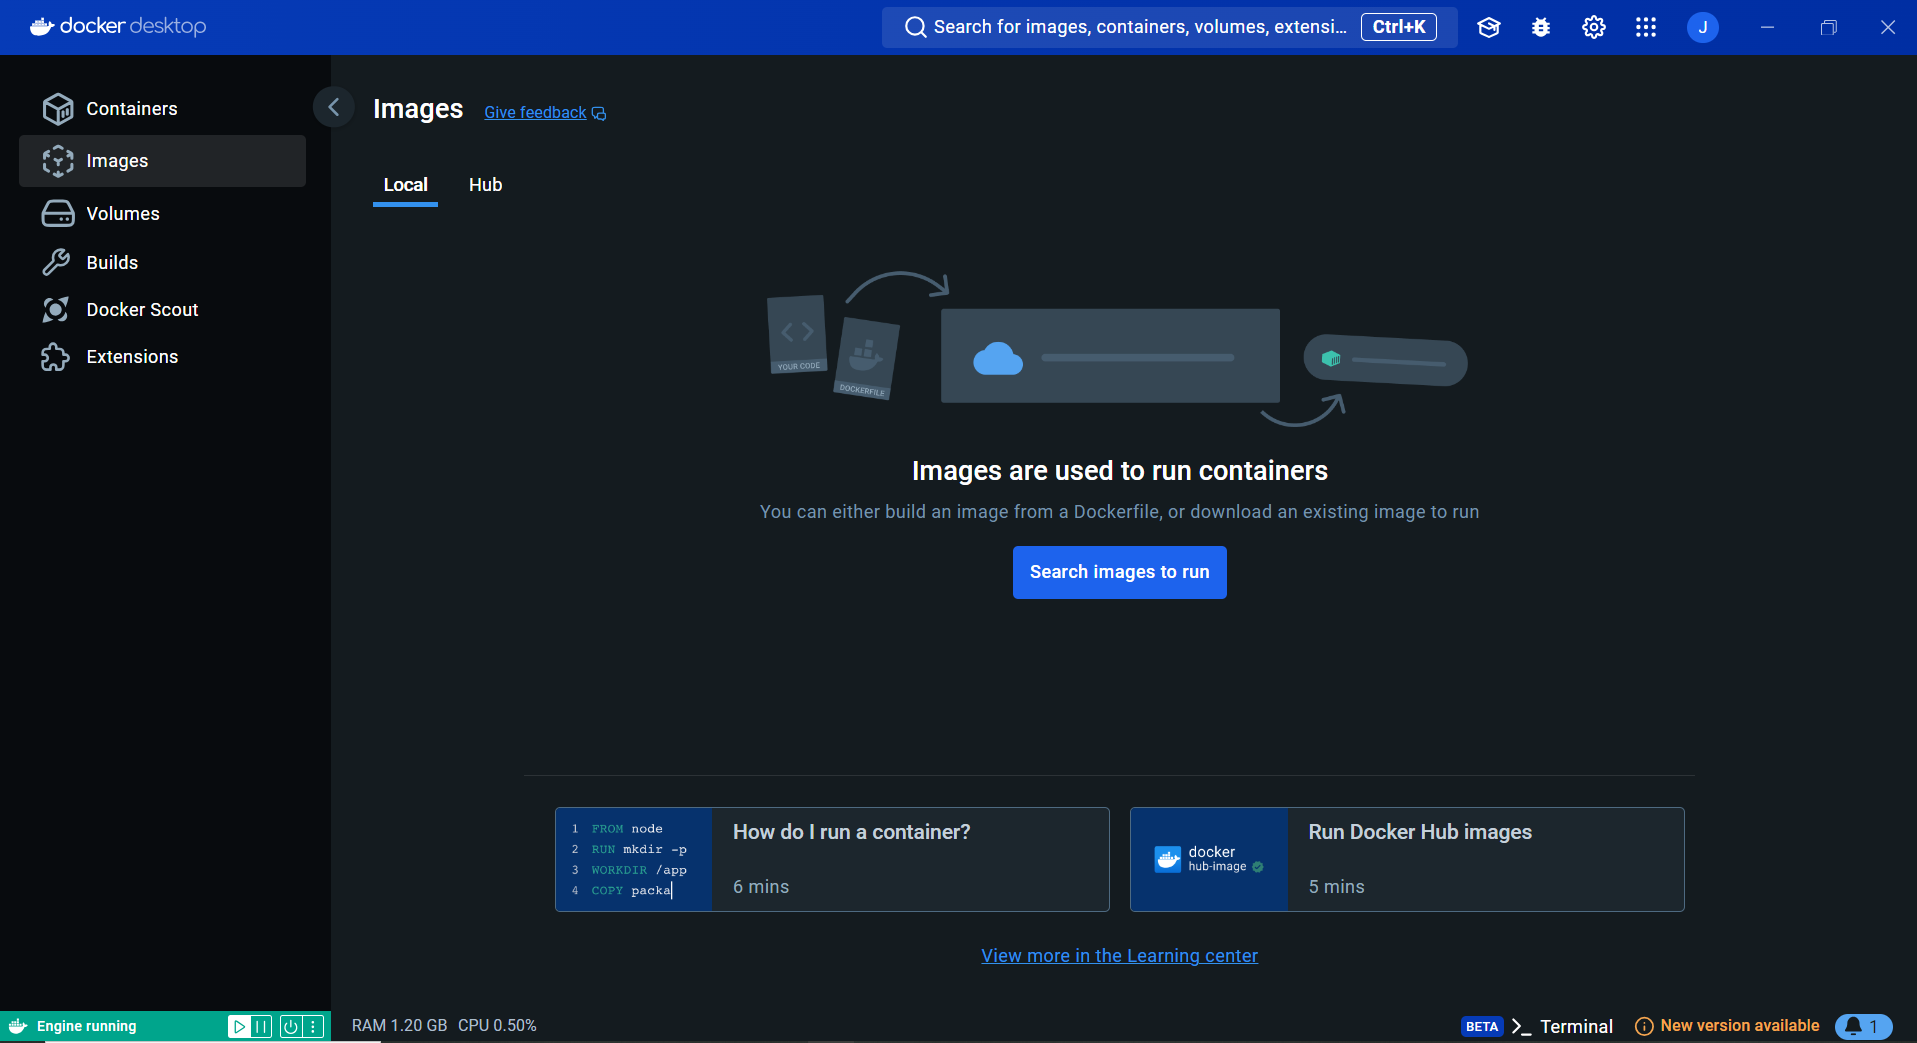 docker desktop
Search for images, containers, volumes, extensi... Ctrl+K
J
Containers
Images
Volumes
Builds
Docker Scout
Extensions
Images Give feedback
Local Hub
YOUR CODE
DOCKERFILE
Images are used to run containers
You can either build an image from a Dockerfile, or download an existing image to run
Search images to run
1 FROM node
2 RUN mkdir -p
3 WORKDIR /app
4 COPY packa
How do I run a container?
6 mins
docker
hub-image
Run Docker Hub images
5 mins
View more in the Learning center
Engine running
RAM 1.20 GB CPU 0.50%
BETA Terminal
New version available
1